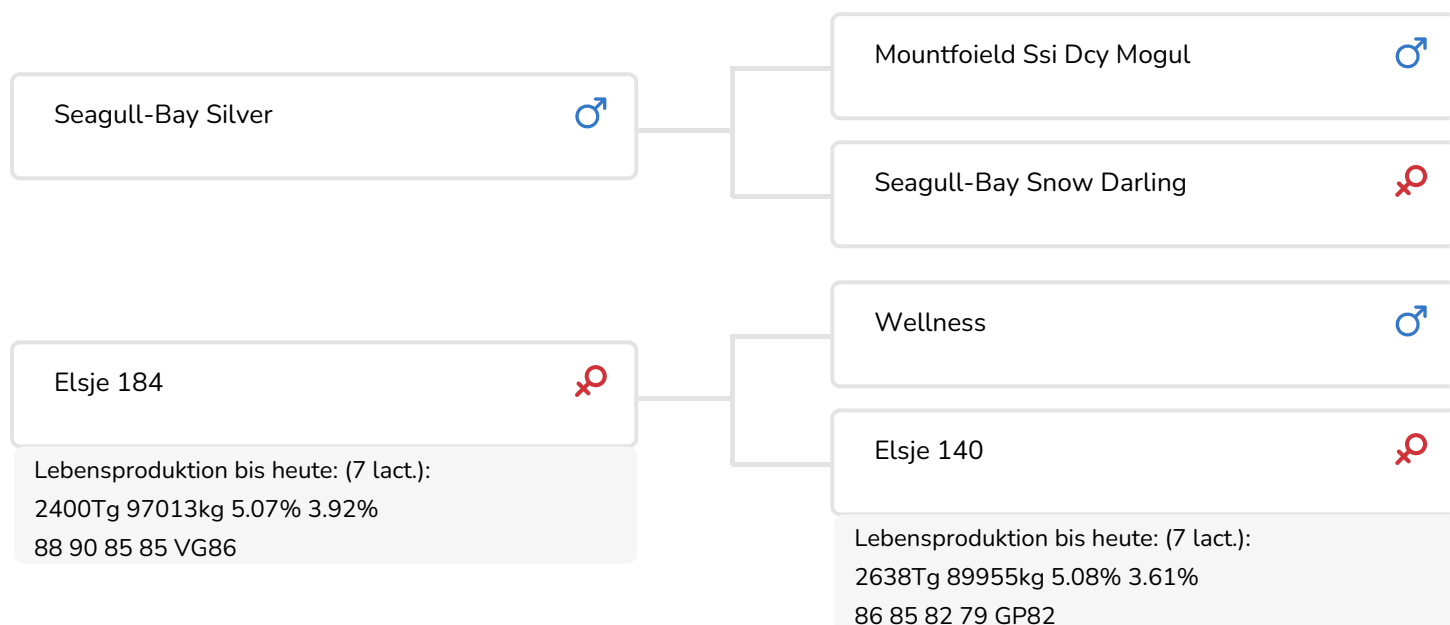 Mountfoield Ssi Dcy Mogul
Seagull-Bay Silver
Seagull-Bay Snow Darling
Wellness
Elsje 184
Elsje 140
Lebensproduktion bis heute: (7 lact.):
2400Tg 97013kg 5.07% 3.92%
88 90 85 85 VG86
Lebensproduktion bis heute: (7 lact.):
2638Tg 89955kg 5.08% 3.61%
86 85 82 79 GP82